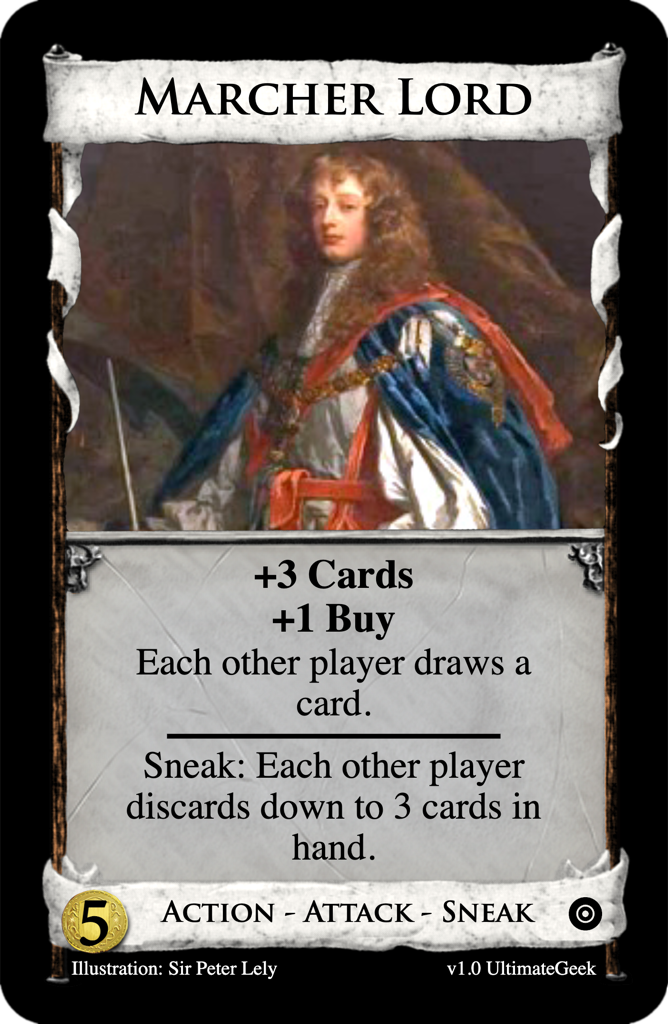 Marcher Lord
+3 Cards
+1 Buy
Each other player draws a
card.
Sneak: Each other player
discards down to 3 cards in
hand.
5 Action - Attack - Sneak
Illustration: Sir Peter Lely v1.0 UltimateGeek